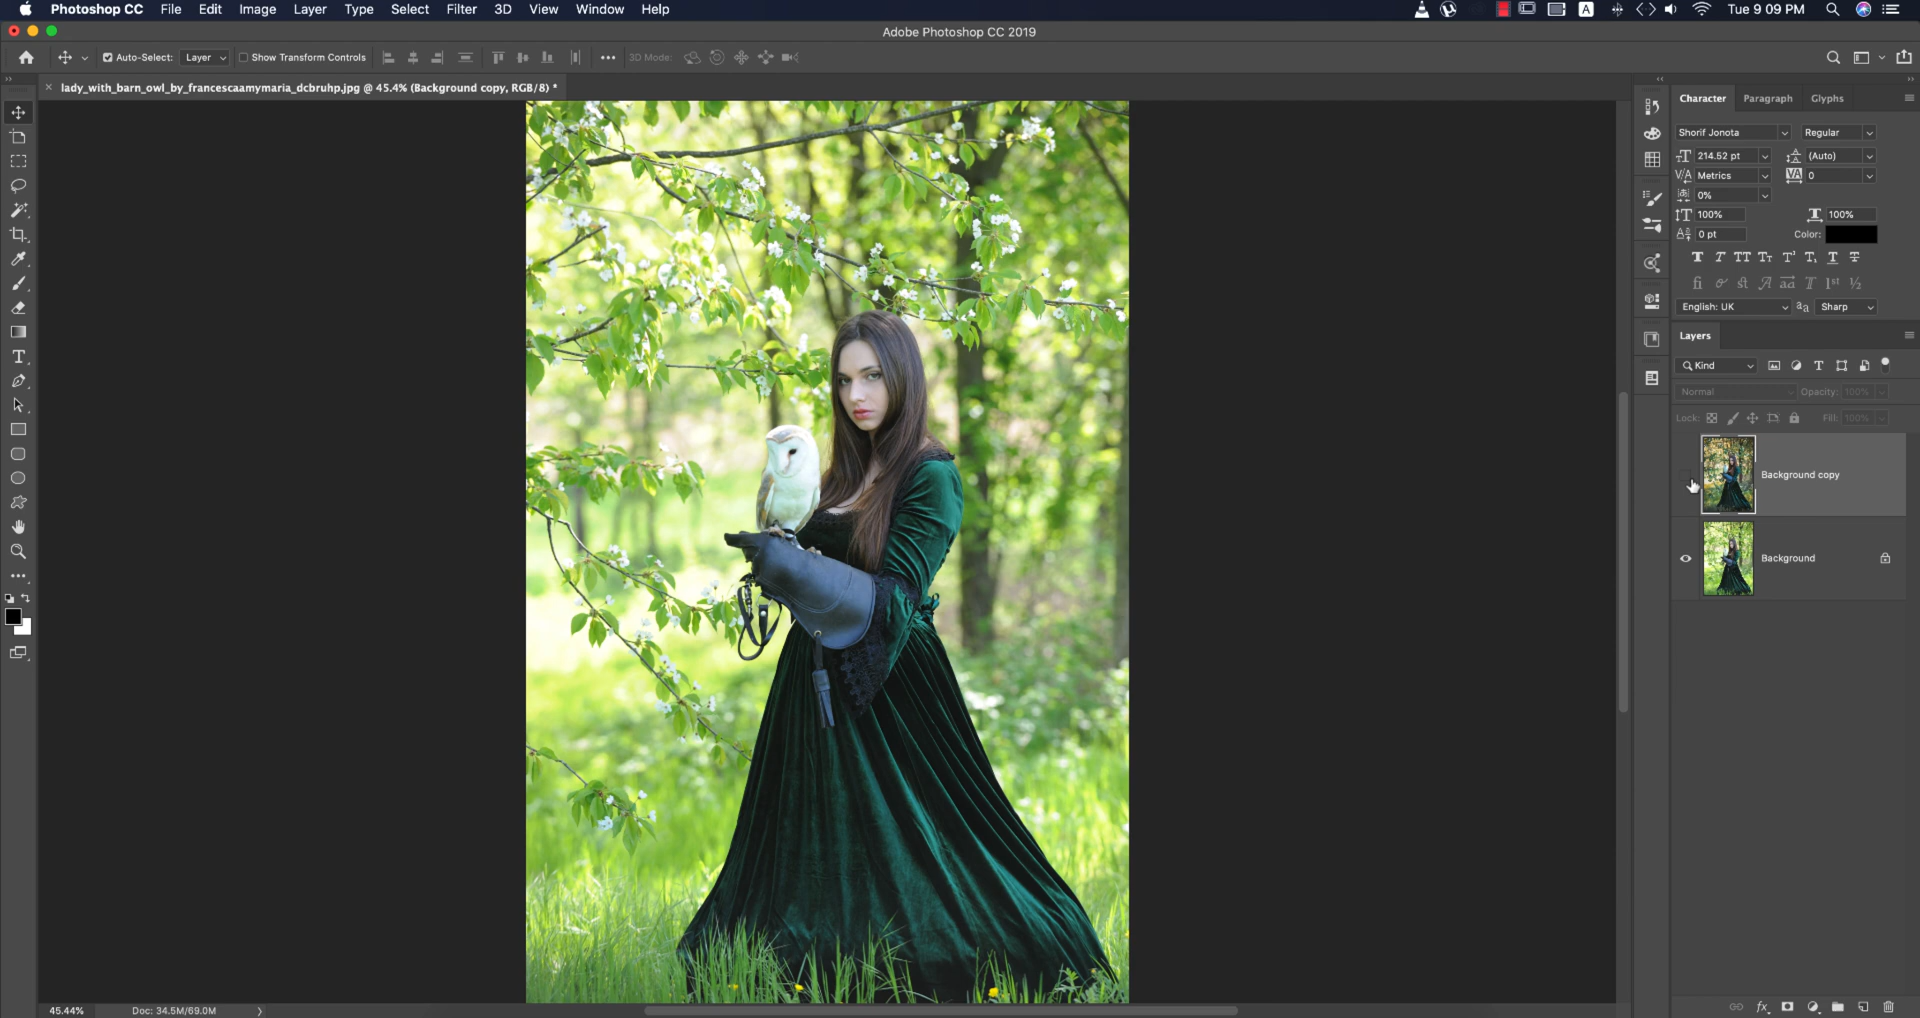 Photoshop CC File Edit Image Layer Type Select Filter 3D View Window Help
A Tue 9 09 PM
Adobe Photoshop CC 2019
Auto-Select: Layer Show Transform Controls 3D Mode:
lady_with_barn_owl_by_francescaamymaria_dcbruhp.jpg @ 45.4% (Background copy, RGB/8) *
Character Paragraph Glyphs
Shorif Jonota Regular
214.52 pt (Auto)
Metrics 0
0%
100% 100%
0 pt Color:
English: UK aa Sharp
Layers
Kind
Normal Opacity: 100%
Lock: Fill: 100%
Background copy
Background
45.44% Doc: 34.5M/69.0M
fx